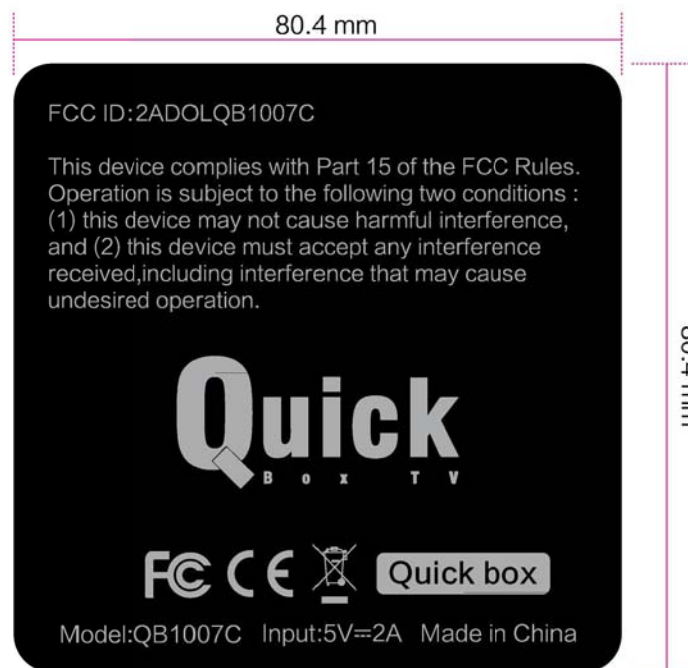 80.4 mm
FCC ID:2ADOLQB1007C
This device complies with Part 15 of the FCC Rules.
Operation is subject to the following two conditions :
(1) this device may not cause harmful interference,
and (2) this device must accept any interference
received,including interference that may cause
undesired operation.
Quick
Box TV
FC CE Quick box
Model:QB1007C Input:5V⎓2A Made in China